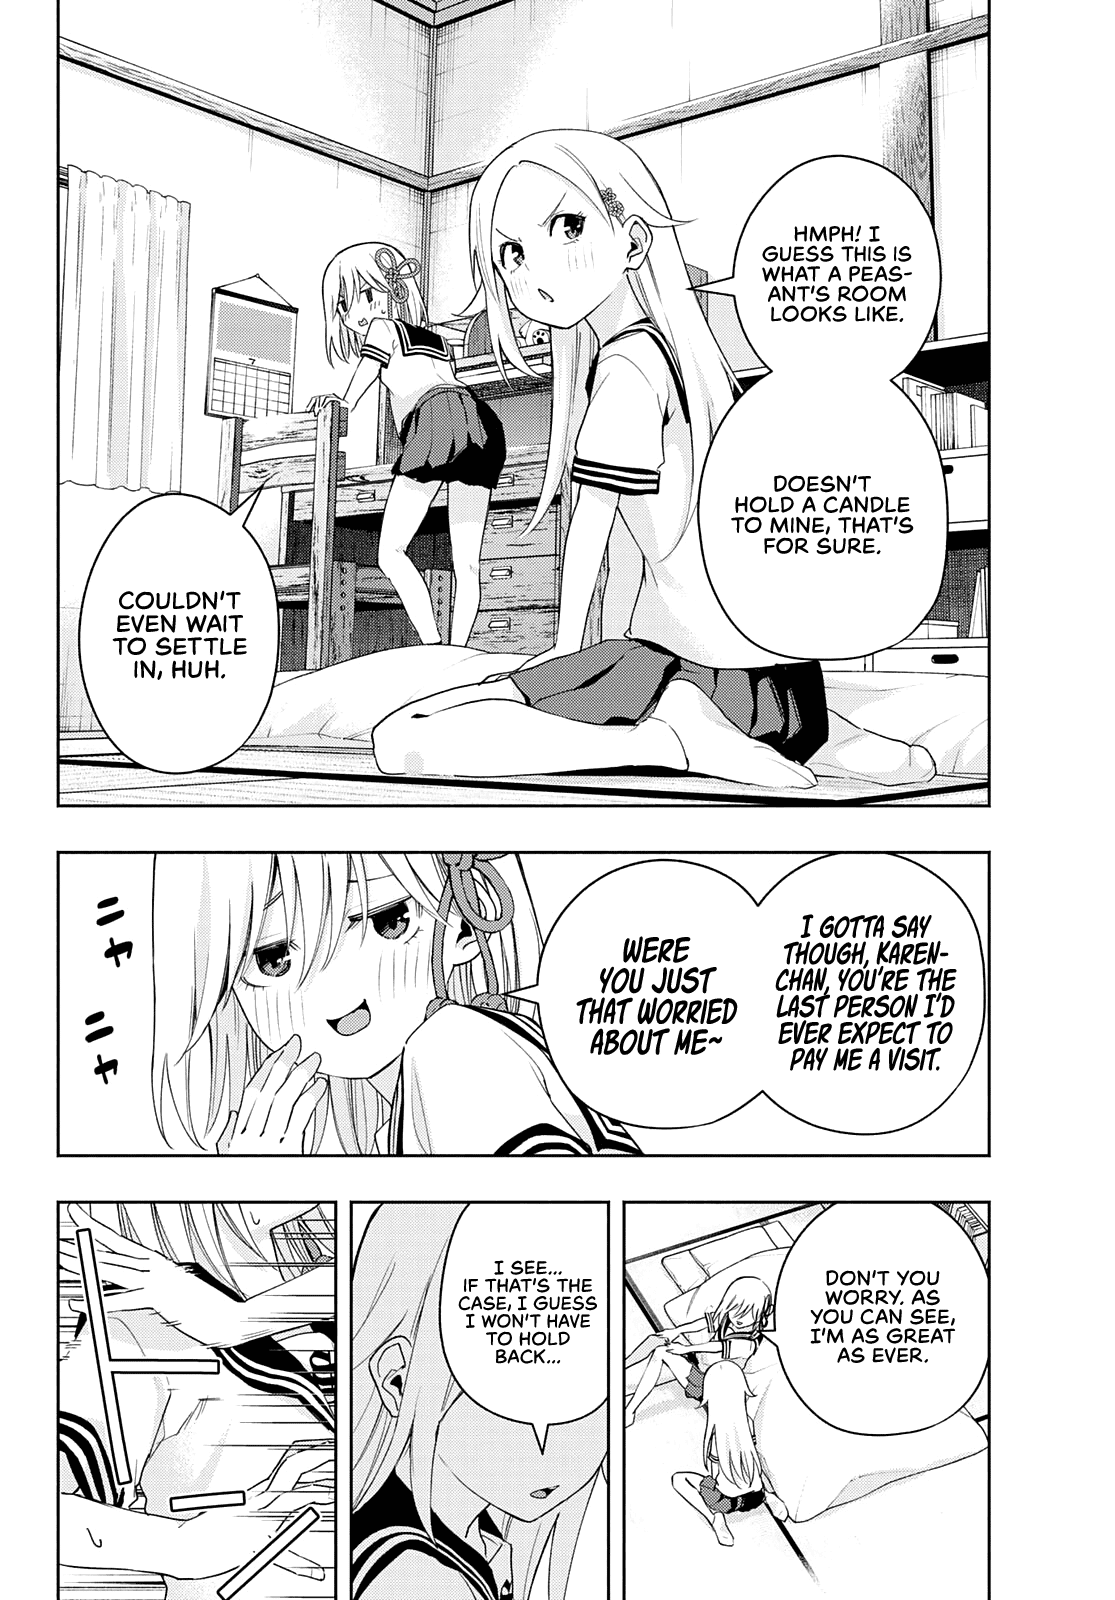 HMPH! I
GUESS THIS IS
WHAT A PEAS-
ANT'S ROOM
LOOKS LIKE.
DOESN'T
HOLD A CANDLE
TO MINE, THAT'S
FOR SURE.
7
COULDN'T
EVEN WAIT
TO SETTLE
IN, HUH.
I GOTTA SAY
THOUGH, KAREN-
CHAN, YOU'RE THE
LAST PERSON I'D
EVER EXPECT TO
PAY ME A VISIT.
WERE
YOU JUST
THAT WORRIED
ABOUT ME~
ニャ
ニャ
DON'T YOU
WORRY. AS
YOU CAN SEE,
I'M AS GREAT
AS EVER.
I SEE...
IF THAT'S THE
CASE, I GUESS
I WON'T HAVE
TO HOLD
BACK...